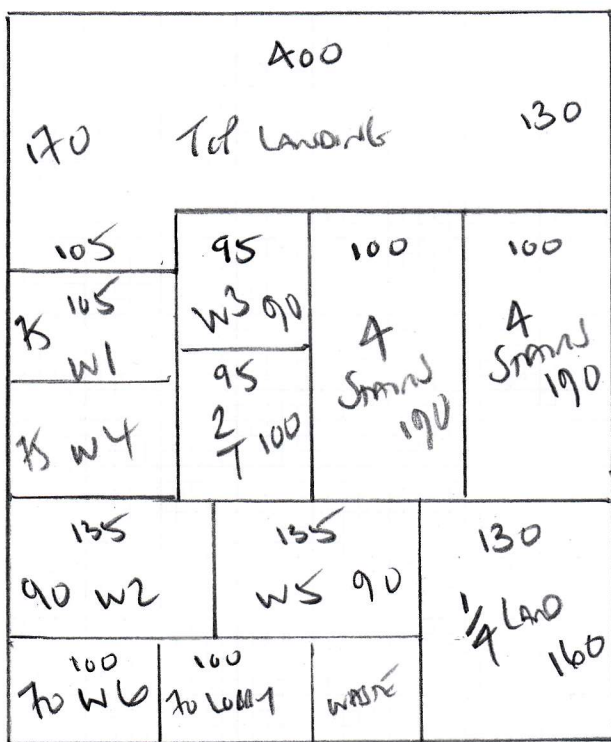 400
170 TOP LANDING 130
105
95
W3 90
100
4
STAIRS
190
100
4
STAIRS
190
105
75
W1
95
2
T 100
75 W4
135
90 W2
135
W5 90
130
1/4 LAND
160
100
70 W6
100
70 LOBBY
WASTE